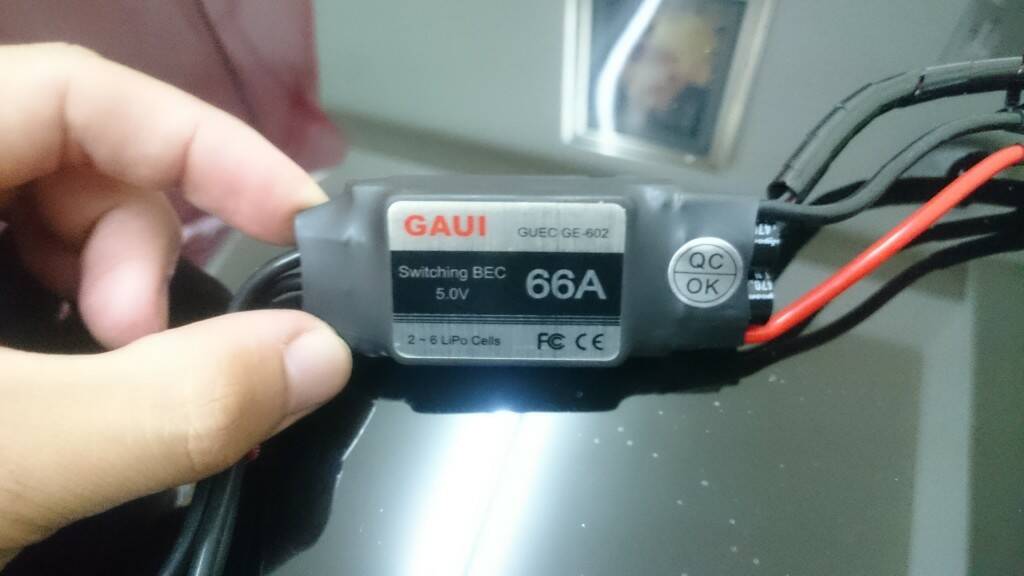 GAUI
GUEC GE-602
Switching BEC
5.0V
66A
2 ~ 6 LiPo Cells
FC CE
QC
OK